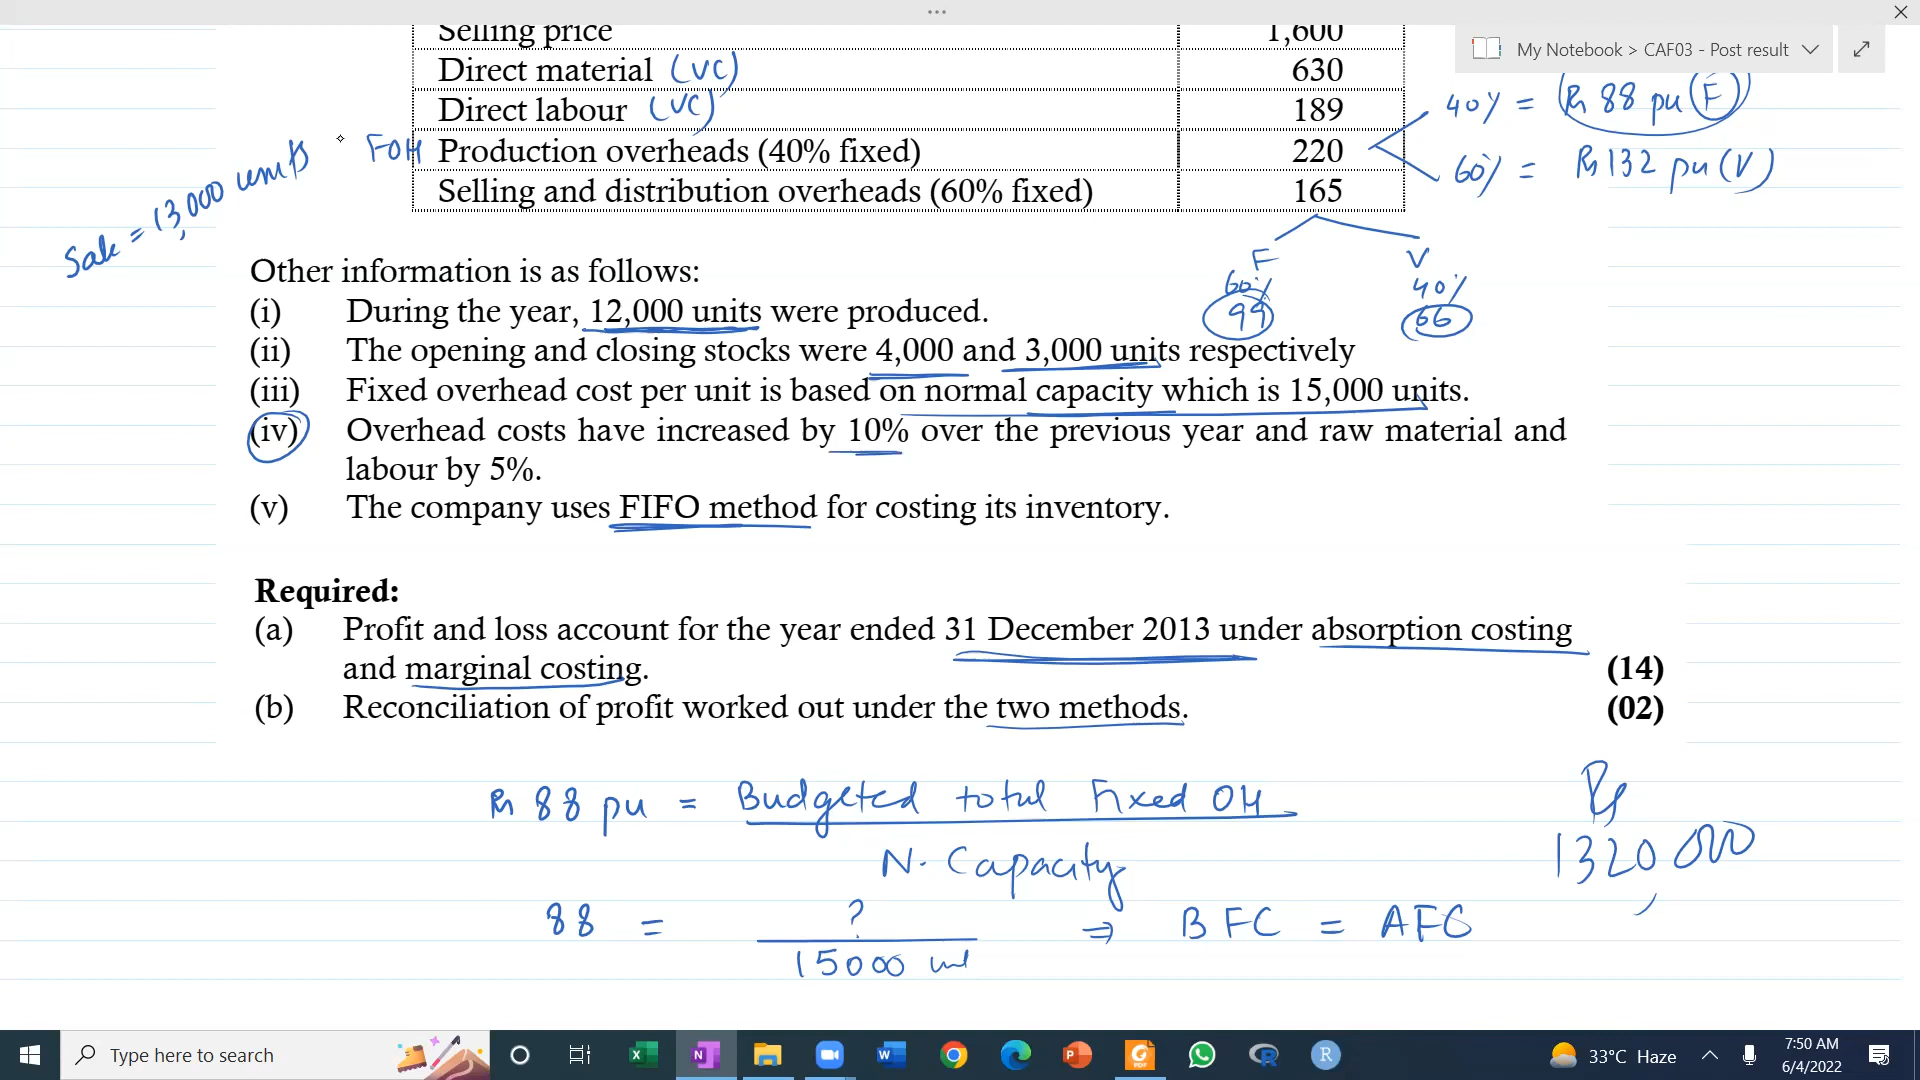 Selling price 1,600
My Notebook > CAF03 - Post result
Direct material (VC) 630
40% = Rs 88 pu (F)
Direct labour (VC) 189
FOH Production overheads (40% fixed) 220
60% = Rs 132 pu (V)
Selling and distribution overheads (60% fixed) 165
Sale = 13,000 units
F V
60% 40%
99 66
Other information is as follows:
(i) During the year, 12,000 units were produced.
(ii) The opening and closing stocks were 4,000 and 3,000 units respectively
(iii) Fixed overhead cost per unit is based on normal capacity which is 15,000 units.
(iv) Overhead costs have increased by 10% over the previous year and raw material and
labour by 5%.
(v) The company uses FIFO method for costing its inventory.
Required:
(a) Profit and loss account for the year ended 31 December 2013 under absorption costing
and marginal costing. (14)
(b) Reconciliation of profit worked out under the two methods. (02)
Rs 88 pu = Budgeted total Fixed OH
N. Capacity
Rs
1320,000
88 = ?
15000 unt
⇒ BFC = AFC
Type here to search
33°C Haze
7:50 AM
6/4/2022